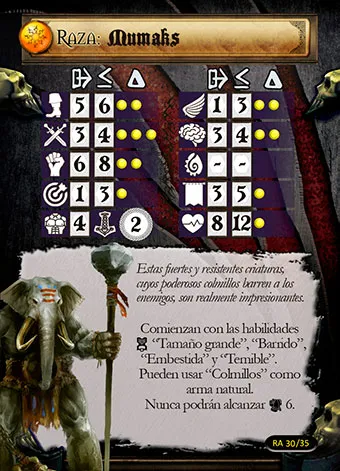 Raza: Mumaks
5 6 1 3
3 4 3 4
6 8 - -
1 3 3 5
4 2 8 12
Estas fuertes y resistentes criaturas,
cuyos poderosos colmillos barren a los
enemigos, son realmente impresionantes.
Comienzan con las habilidades
“Tamaño grande”, “Barrido”,
“Embestida” y “Temible”.
Pueden usar “Colmillos” como
arma natural.
Nunca podrán alcanzar 6.
RA 30/35